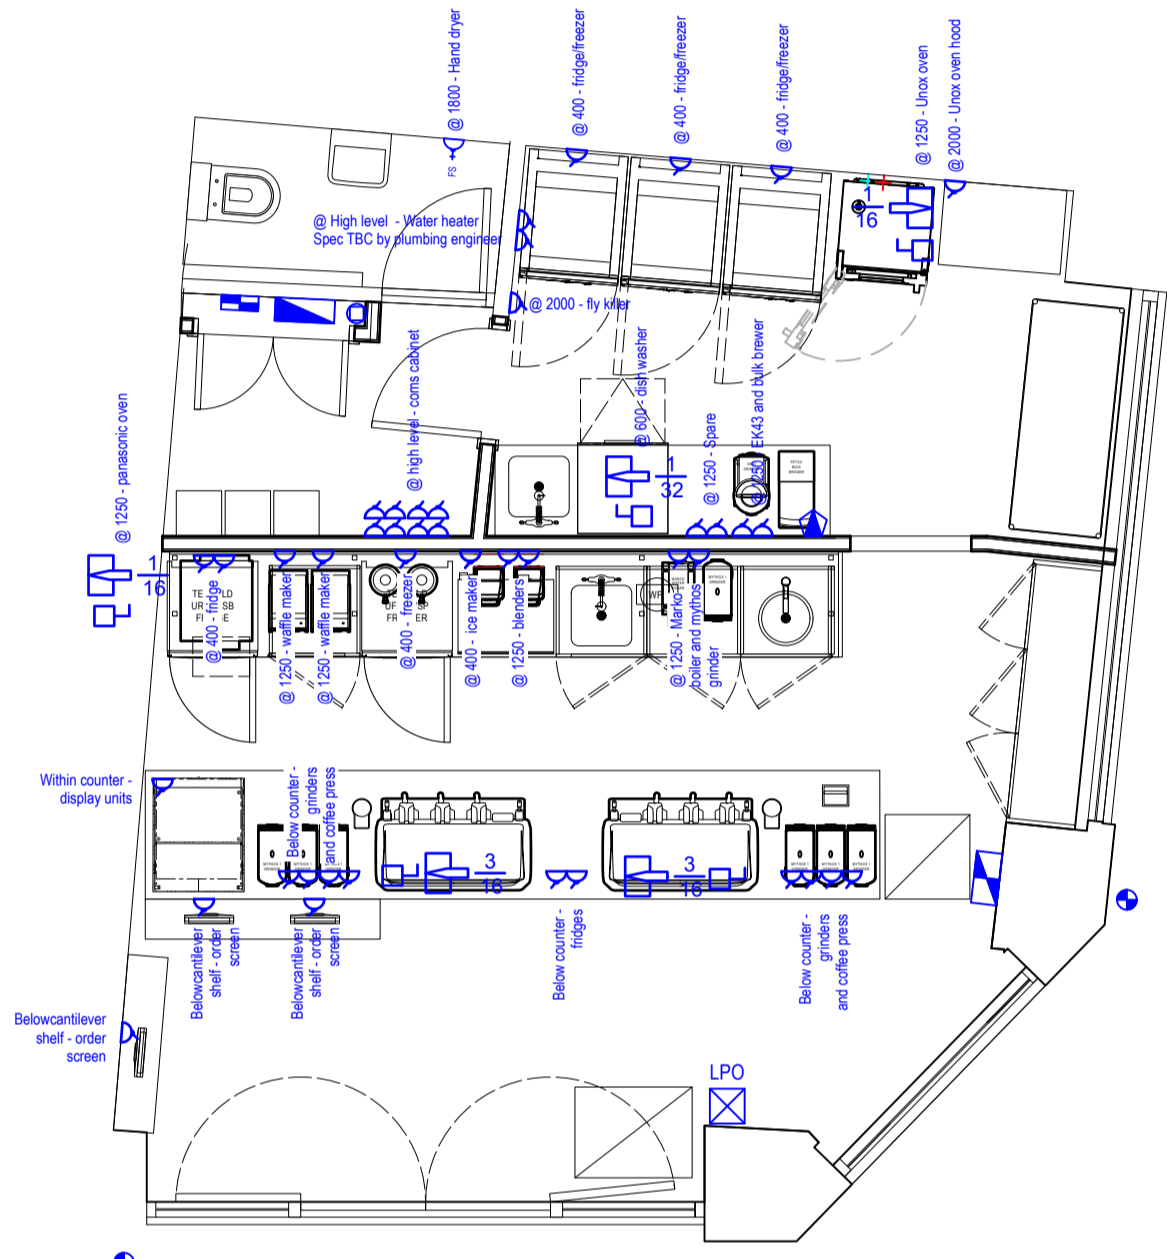 @ 1800 - Hand dryer
@ 400 - fridge/freezer
@ 400 - fridge/freezer
@ 400 - fridge/freezer
@ 1250 - Unox oven
@ 2000 - Unox oven hood
FS
@ High level - Water heater
Spec TBC by plumbing engineer
1
16
@ 2000 - fly killer
@ 1250 - panasonic oven
@ high level - coms cabinet
@ 600 - dish washer
@ 1250 - Spare
@ 1250 - EK43 and bulk brewer
1
32
1
16
@ 400 - fridge
@ 1250 - waffle maker
@ 1250 - waffle maker
@ 400 - freezer
@ 400 - ice maker
@ 1250 - blenders
@ 1250 - Marko
boiler and mythos
grinder
Within counter -
display units
Below counter -
grinders
and coffee press
MYTHOS 1
GRINDER
3
16
3
16
Belowcantilever
shelf - order
screen
Belowcantilever
shelf - order
screen
Below counter -
fridges
Below counter -
grinders
and coffee press
Belowcantilever
shelf - order
screen
LPO